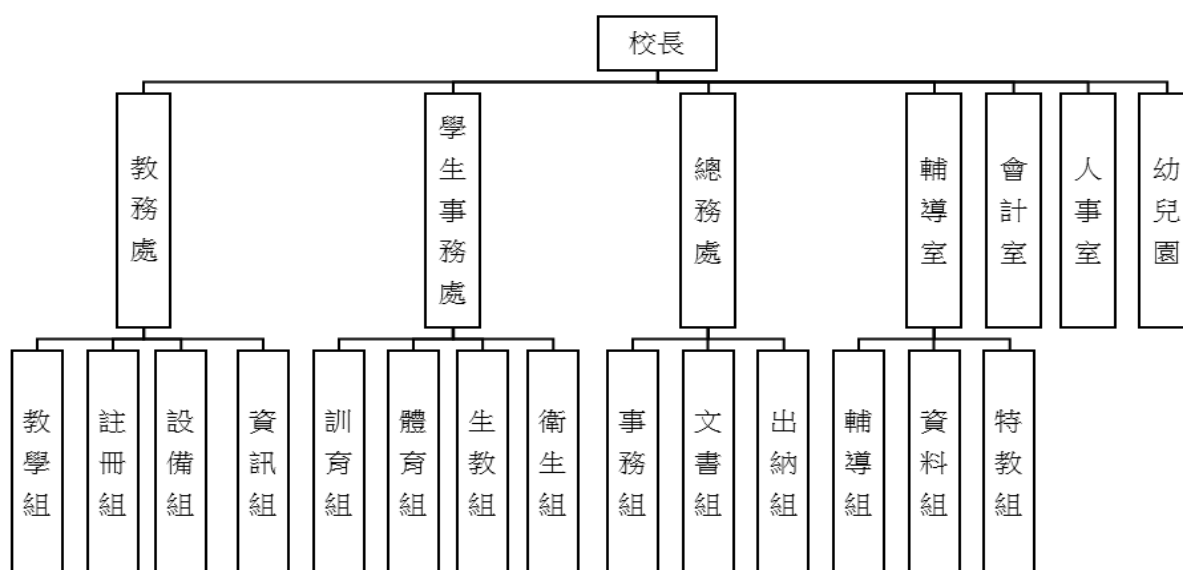 校長
教務處
學生事務處
總務處
輔導室
會計室
人事室
幼兒園
教學組
註冊組
設備組
資訊組
訓育組
體育組
生教組
衛生組
事務組
文書組
出納組
輔導組
資料組
特教組